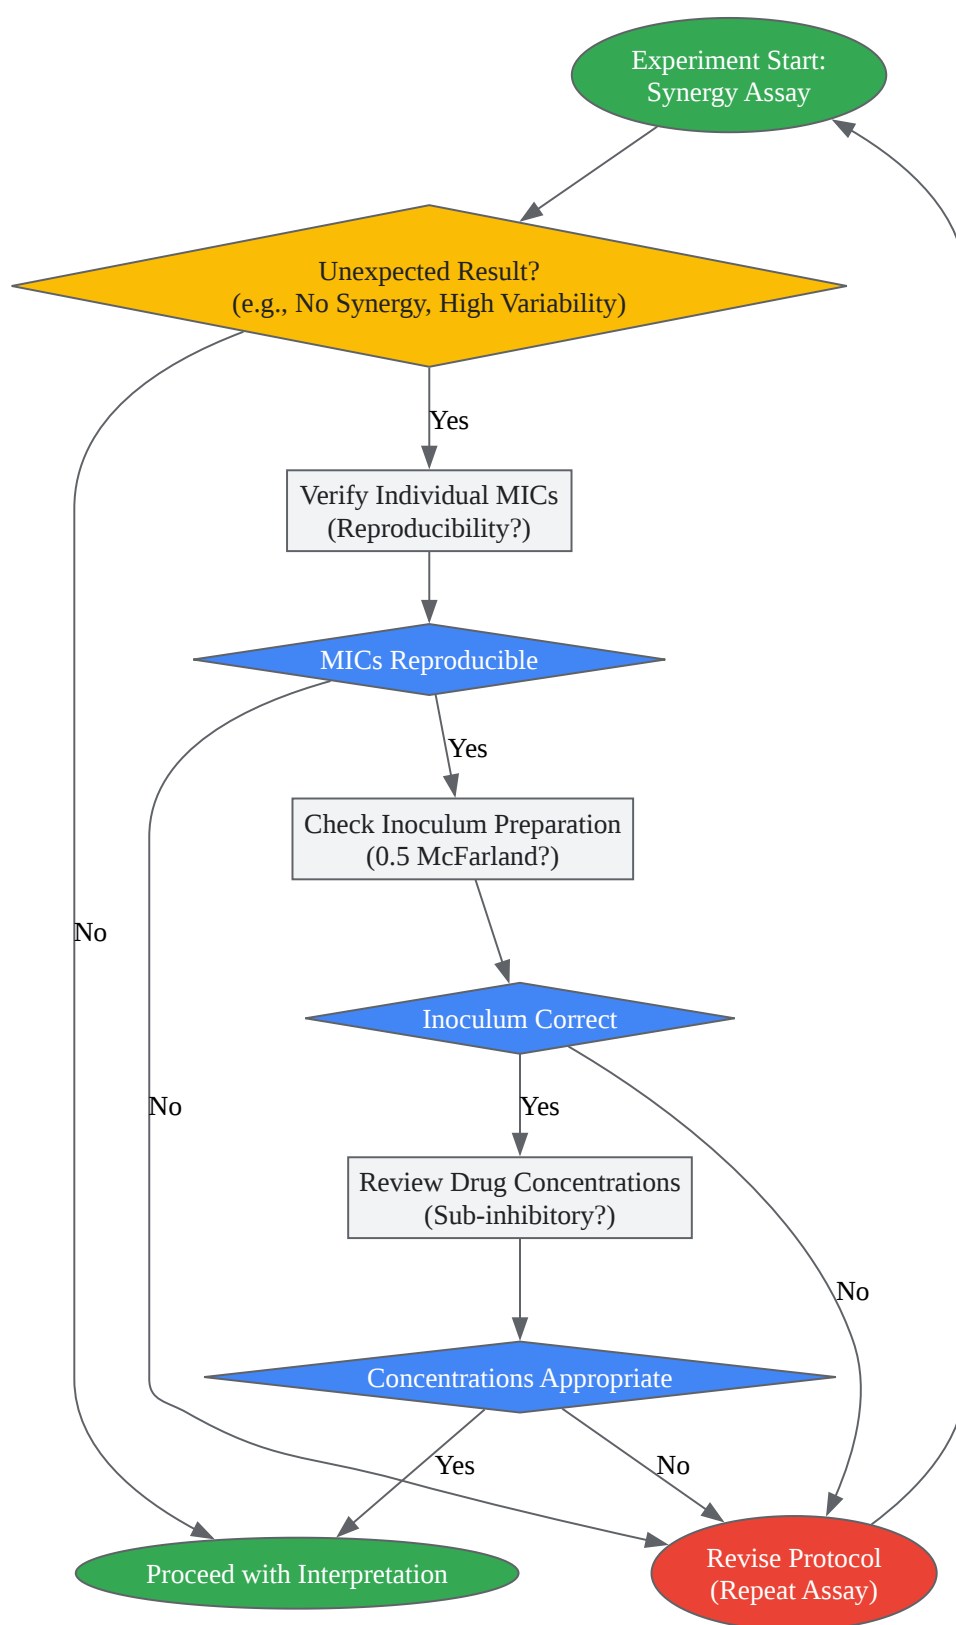 Experiment Start:
Synergy Assay
Unexpected Result?
(e.g., No Synergy, High Variability)
Yes
Verify Individual MICs
(Reproducibility?)
MICs Reproducible
Yes
Check Inoculum Preparation
(0.5 McFarland?)
No
Inoculum Correct
No
Yes
Review Drug Concentrations
(Sub-inhibitory?)
No
Concentrations Appropriate
Yes
No
Proceed with Interpretation
Revise Protocol
(Repeat Assay)